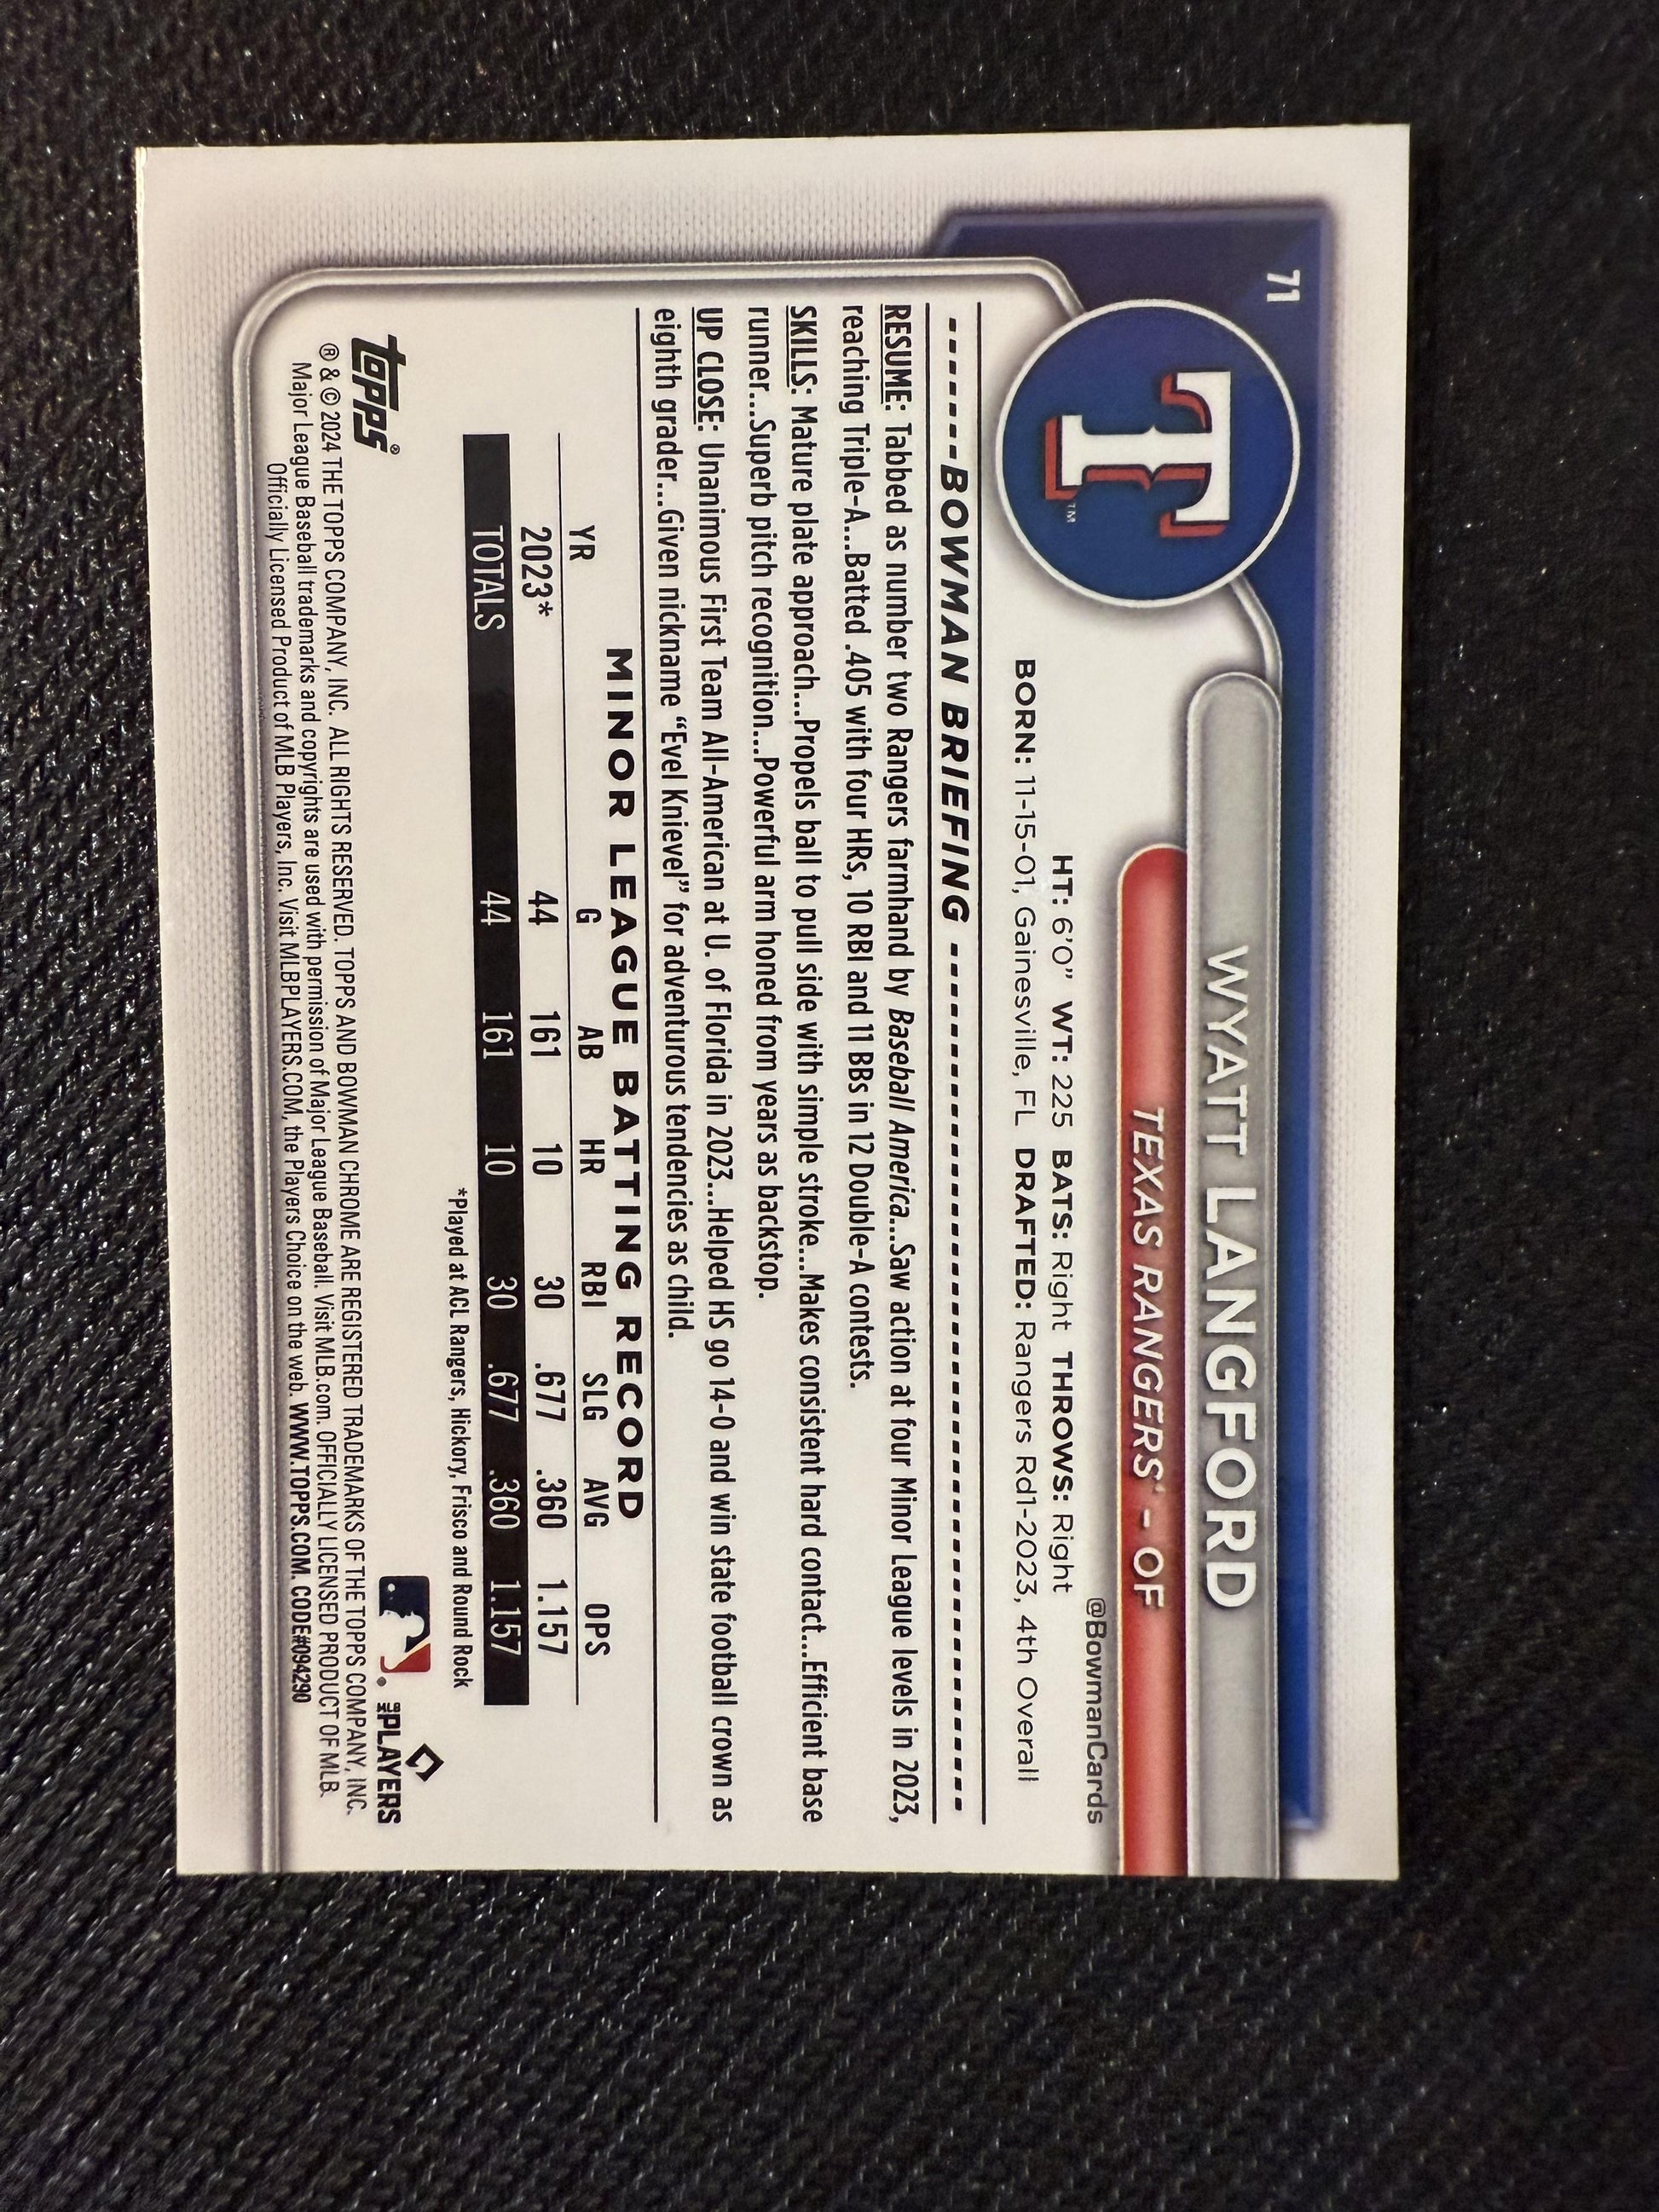 71
WYATT LANGFORD
TEXAS RANGERS® - OF
@BowmanCards
HT: 6'0" WT: 225 BATS: Right THROWS: Right
BORN: 11-15-01, Gainesville, FL DRAFTED: Rangers Rd1-2023, 4th Overall
T
TM
BOWMAN BRIEFING
RESUME: Tabbed as number two Rangers farmhand by Baseball America...Saw action at four Minor League levels in 2023,
reaching Triple-A...Batted .405 with four HRs, 10 RBI and 11 BBs in 12 Double-A contests.
SKILLS: Mature plate approach...Propels ball to pull side with simple stroke...Makes consistent hard contact...Efficient base
runner...Superb pitch recognition...Powerful arm honed from years as backstop.
UP CLOSE: Unanimous First Team All-American at U. of Florida in 2023...Helped HS go 14-0 and win state football crown as
eighth grader...Given nickname “Evel Knievel” for adventurous tendencies as child.
MINOR LEAGUE BATTING RECORD
YR G AB HR RBI SLG AVG OPS
2023* 44 161 10 30 .677 .360 1.157
TOTALS 44 161 10 30 .677 .360 1.157
*Played at ACL Rangers, Hickory, Frisco and Round Rock
topps®
MLB PLAYERS
® & © 2024 THE TOPPS COMPANY, INC. ALL RIGHTS RESERVED. TOPPS AND BOWMAN CHROME ARE REGISTERED TRADEMARKS OF THE TOPPS COMPANY, INC.
Major League Baseball trademarks and copyrights are used with permission of Major League Baseball. Visit MLB.com. OFFICIALLY LICENSED PRODUCT OF MLB
Officially Licensed Product of MLB Players, Inc. Visit MLBPLAYERS.COM, the Players Choice on the web. WWW.TOPPS.COM. CODE#094290